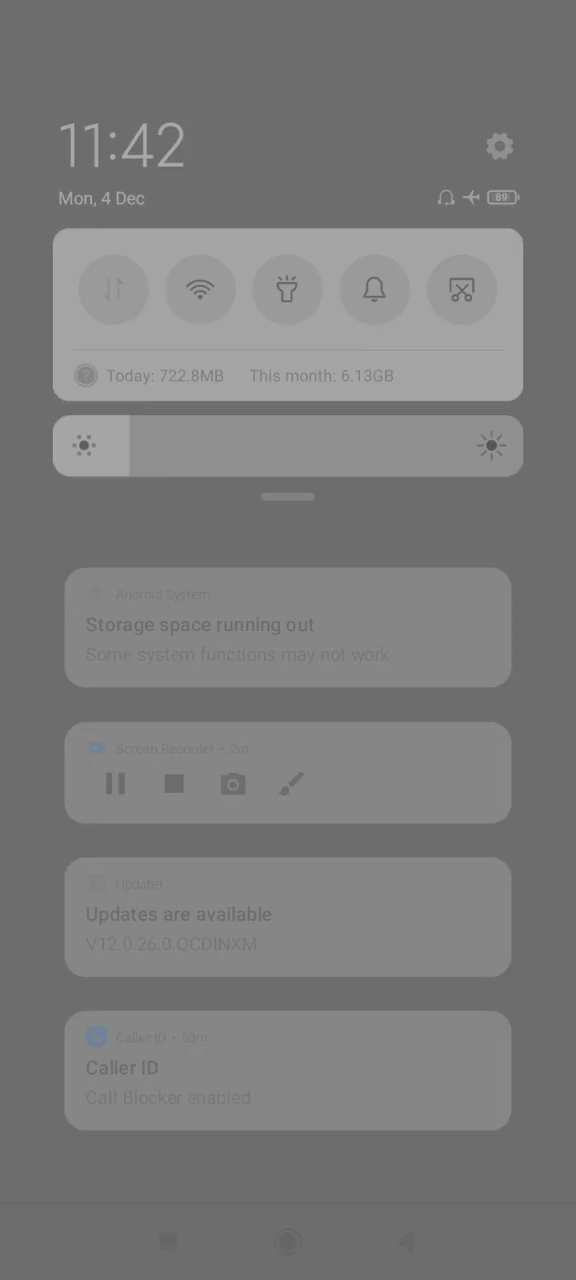 11:42
Mon, 4 Dec
89
Today: 722.8MB This month: 6.13GB
Android System
Storage space running out
Some system functions may not work
Screen Recorder • 2m
Updater
Updates are available
V12.0.26.0.QCDINXM
Caller ID • 53m
Caller ID
Call Blocker enabled